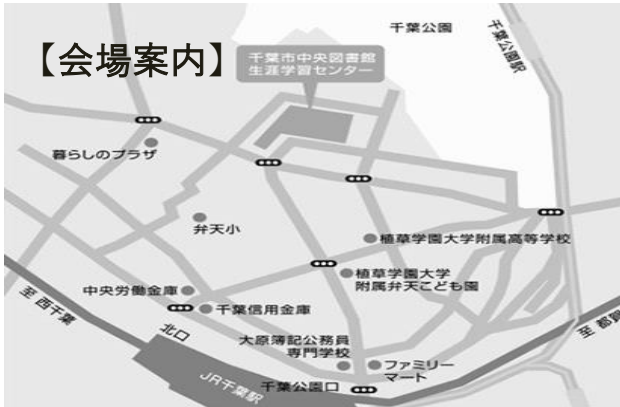 【会場案内】
千葉市中央図書館
生涯学習センター
千葉公園
千葉公園駅
暮らしのプラザ
弁天小
植草学園大学附属高等学校
植草学園大学
附属弁天こども園
中央労働金庫
千葉信用金庫
至 西千葉
北口
大原簿記公務員
専門学校
ファミリー
マート
至 都賀
JR千葉駅
千葉公園口